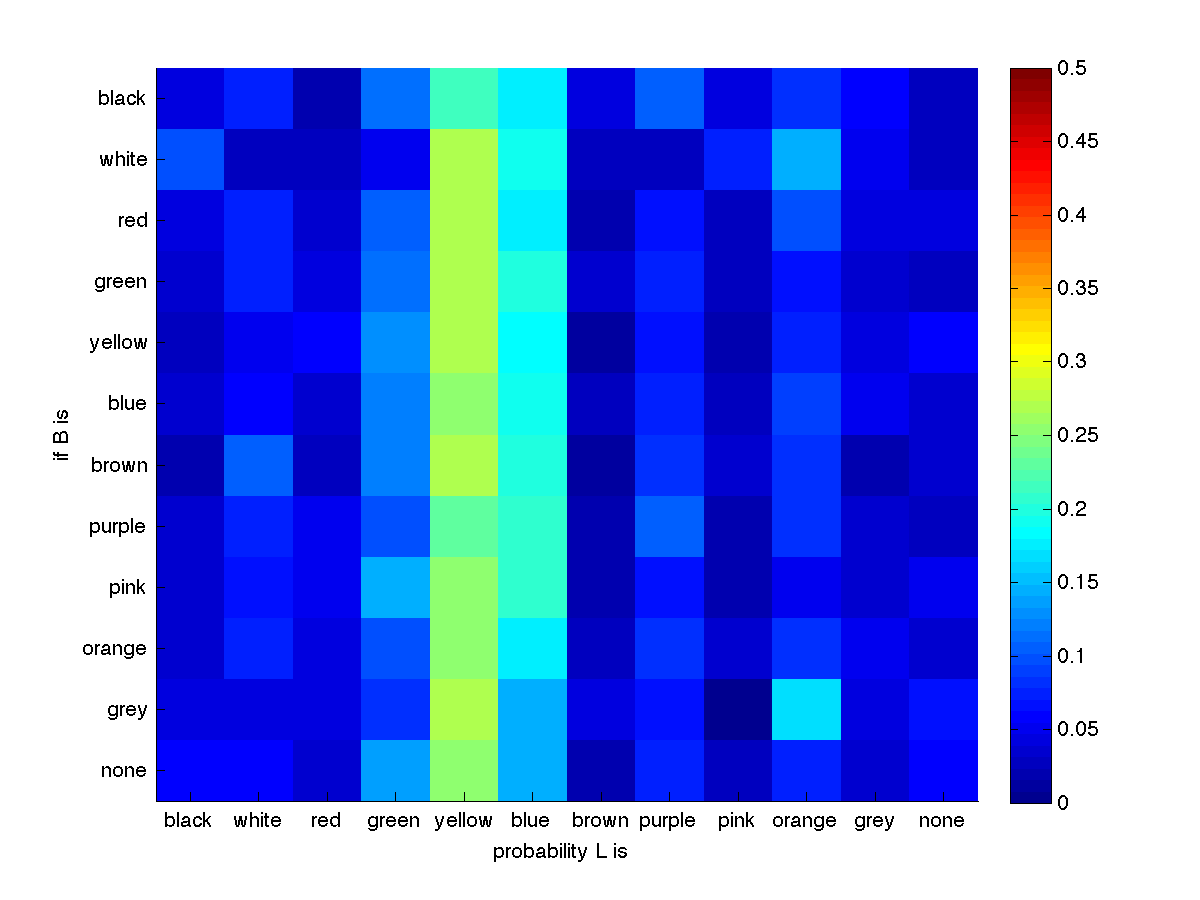 if B is
black
white
red
green
yellow
blue
brown
purple
pink
orange
grey
none
black white red green yellow blue brown purple pink orange grey none
probability L is
0.5
0.45
0.4
0.35
0.3
0.25
0.2
0.15
0.1
0.05
0